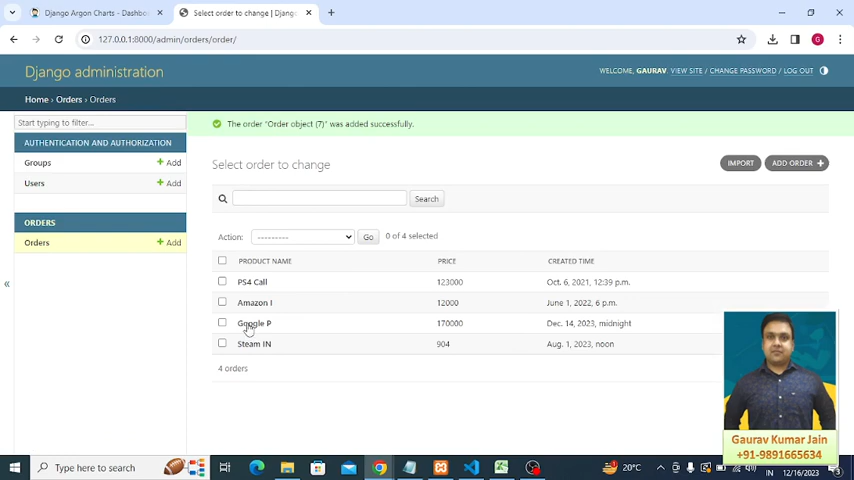 Django Argon Charts - Dashbo
Select order to change | Djang
127.0.0.1:8000/admin/orders/order/
Django administration
WELCOME, GAURAV. VIEW SITE / CHANGE PASSWORD / LOG OUT
Home › Orders › Orders
Start typing to filter...
The order "Order object (7)" was added successfully.
AUTHENTICATION AND AUTHORIZATION
Groups + Add
Users + Add
ORDERS
Orders + Add
«
Select order to change
IMPORT
ADD ORDER +
Search
Action: --------- Go 0 of 4 selected
PRODUCT NAME PRICE CREATED TIME
PS4 Call 123000 Oct. 6, 2021, 12:39 p.m.
Amazon I 12000 June 1, 2022, 6 p.m.
Google P 170000 Dec. 14, 2023, midnight
Steam IN 904 Aug. 1, 2023, noon
4 orders
Gaurav Kumar Jain
+91-9891665634
Type here to search
20°C
IN
12/16/2023